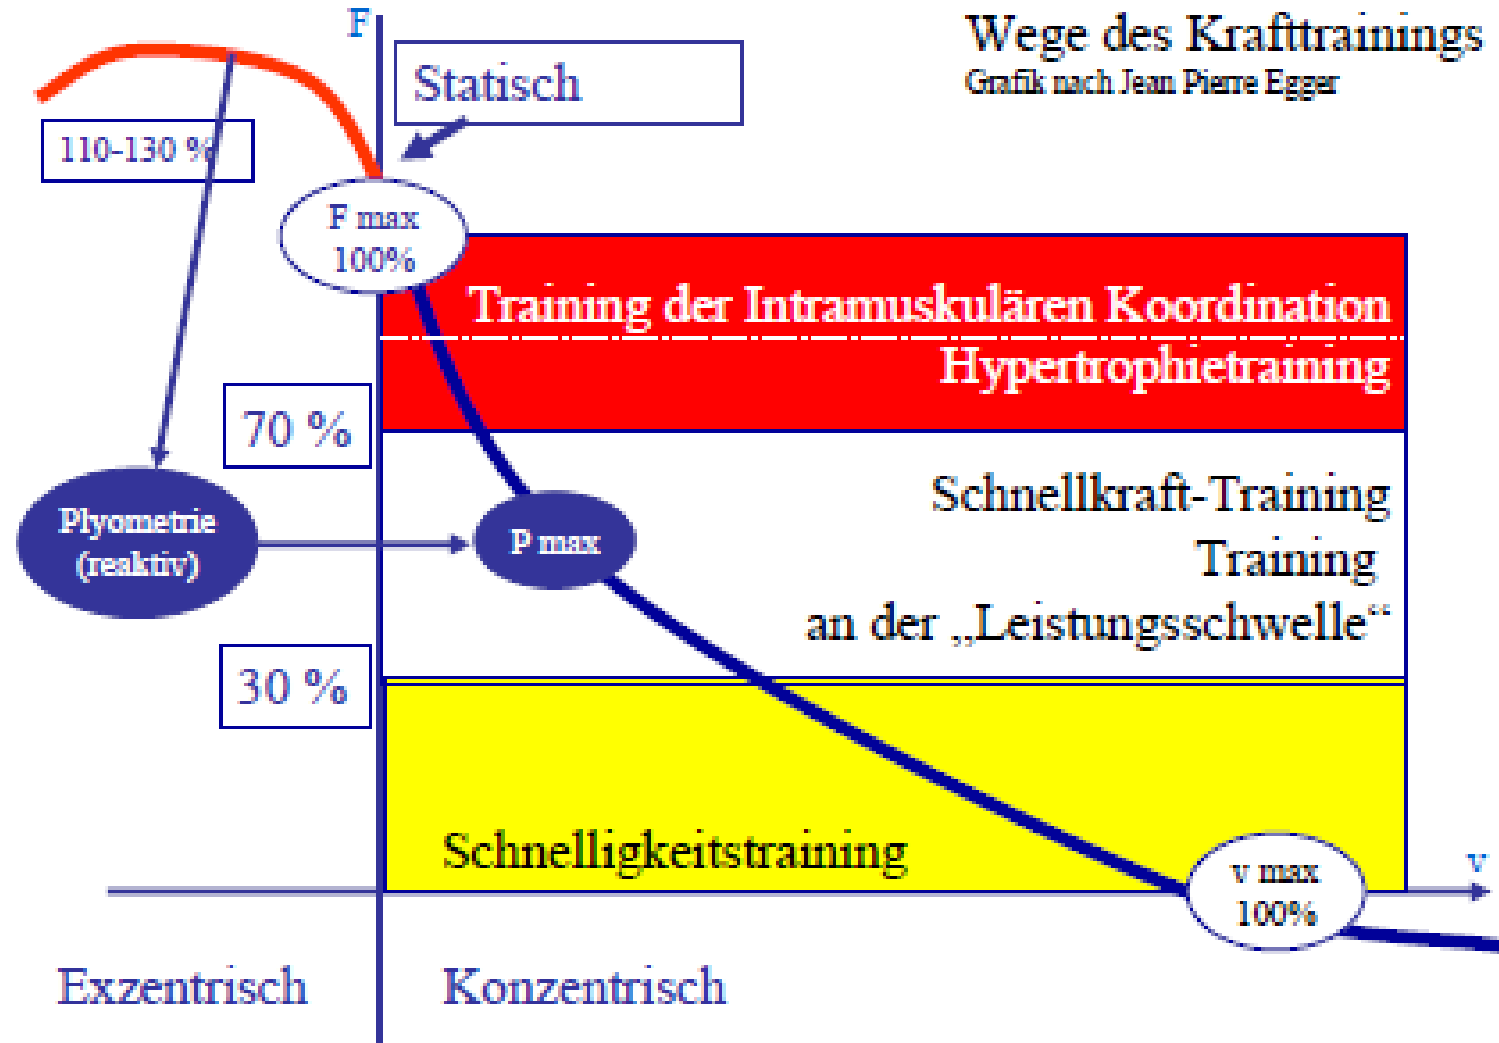 F
Wege des Krafttrainings
Grafik nach Jean Pierre Egger
Statisch
110-130 %
F max
100%
Training der Intramuskulären Koordination
Hypertrophietraining
70 %
Schnellkraft-Training
Training
an der „Leistungsschwelle“
Plyometrie
(reaktiv)
P max
30 %
Schnelligkeitstraining
v max
100%
v
Exzentrisch
Konzentrisch